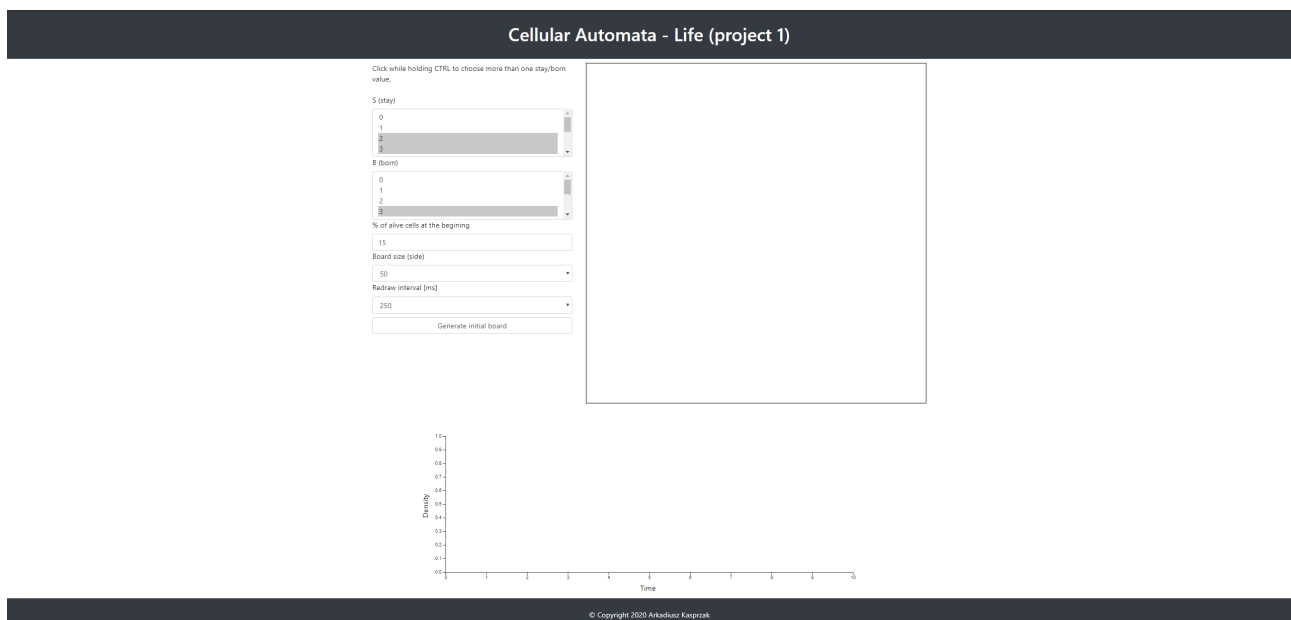 Cellular Automata - Life (project 1)
Click while holding CTRL to choose more than one stay/born
value.
S (stay)
0
1
2
3
B (born)
0
1
2
3
% of alive cells at the begining
15
Board size (side)
50
Redraw interval [ms]
250
Generate initial board
1.0
0.9
0.8
0.7
0.6
0.5
0.4
0.3
0.2
0.1
0.0
Density
0 1 2 3 4 5 6 7 8 9 10
Time
© Copyright 2020 Arkadiusz Kasprzak